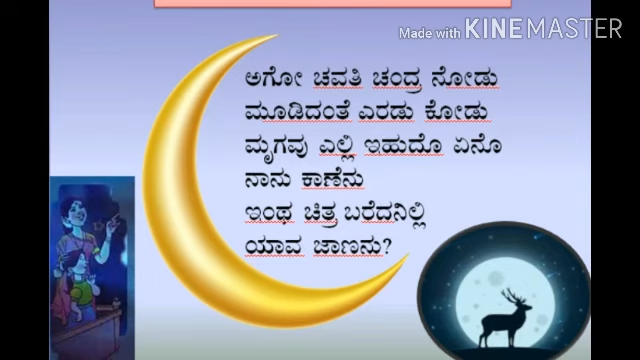 Made with KINEMASTER
ಅಗೋ ಚವತಿ ಚಂದ್ರ ನೋಡು
ಮೂಡಿದಂತೆ ಎರಡು ಕೋಡು
ಮೃಗವು ಎಲ್ಲಿ ಇಹುದೊ ಏನೊ
ನಾನು ಕಾಣೆನು
ಇಂಥ ಚಿತ್ರ ಬರೆದನಿಲ್ಲಿ
ಯಾವ ಜಾಣನು?